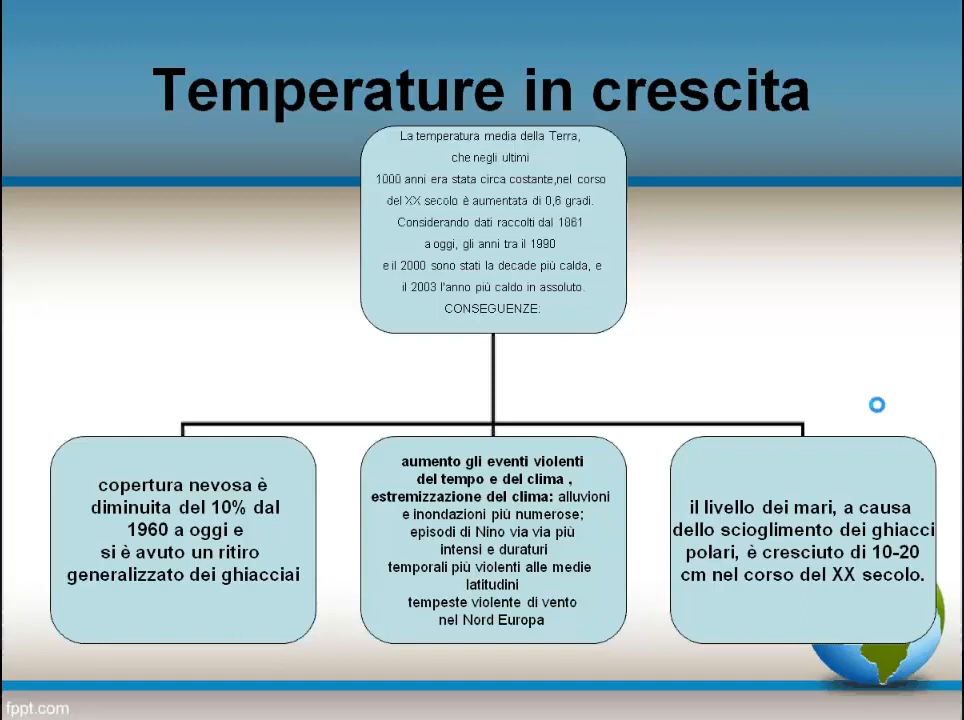 Temperature in crescita
La temperatura media della Terra,
che negli ultimi
1000 anni era stata circa costante,nel corso
del XX secolo è aumentata di 0,6 gradi.
Considerando dati raccolti dal 1861
a oggi, gli anni tra il 1990
e il 2000 sono stati la decade più calda, e
il 2003 l'anno più caldo in assoluto.
CONSEGUENZE:
copertura nevosa è
diminuita del 10% dal
1960 a oggi e
si è avuto un ritiro
generalizzato dei ghiacciai
aumento gli eventi violenti
del tempo e del clima ,
estremizzazione del clima: alluvioni
e inondazioni più numerose;
episodi di Nino via via più
intensi e duraturi
temporali più violenti alle medie
latitudini
tempeste violente di vento
nel Nord Europa
il livello dei mari, a causa
dello scioglimento dei ghiacci
polari, è cresciuto di 10-20
cm nel corso del XX secolo.
fppt.com